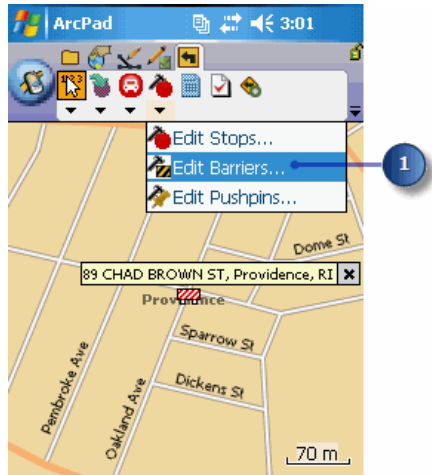 ArcPad 3:01
123
Edit Stops...
Edit Barriers...
1
Edit Pushpins...
Dome St
89 CHAD BROWN ST, Providence, RI
Providence
Sparrow St
Pembroke Ave
Oakland Ave
Dickens St
70 m